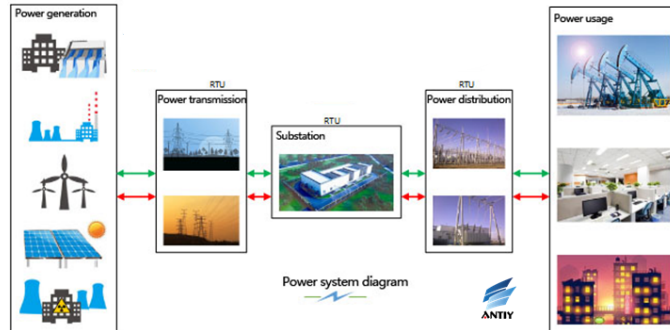 Power generation
RTU
Power transmission
RTU
Substation
RTU
Power distribution
Power usage
Power system diagram
ANTIY